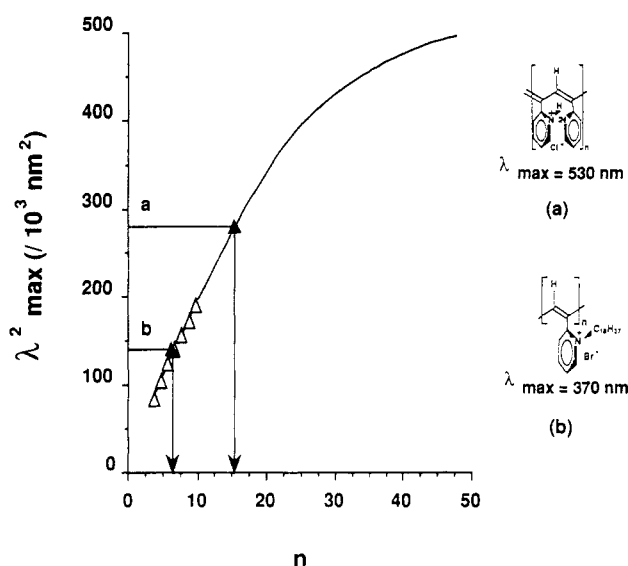 λ² max (/ 10³ nm²)
500
400
300
200
100
0
a
b
0
10
20
30
40
50
n
H
H
N
N
Cl⁻
n
λ max = 530 nm
(a)
H
n
N⁺
C₁₈H₃₇
Br⁻
λ max = 370 nm
(b)